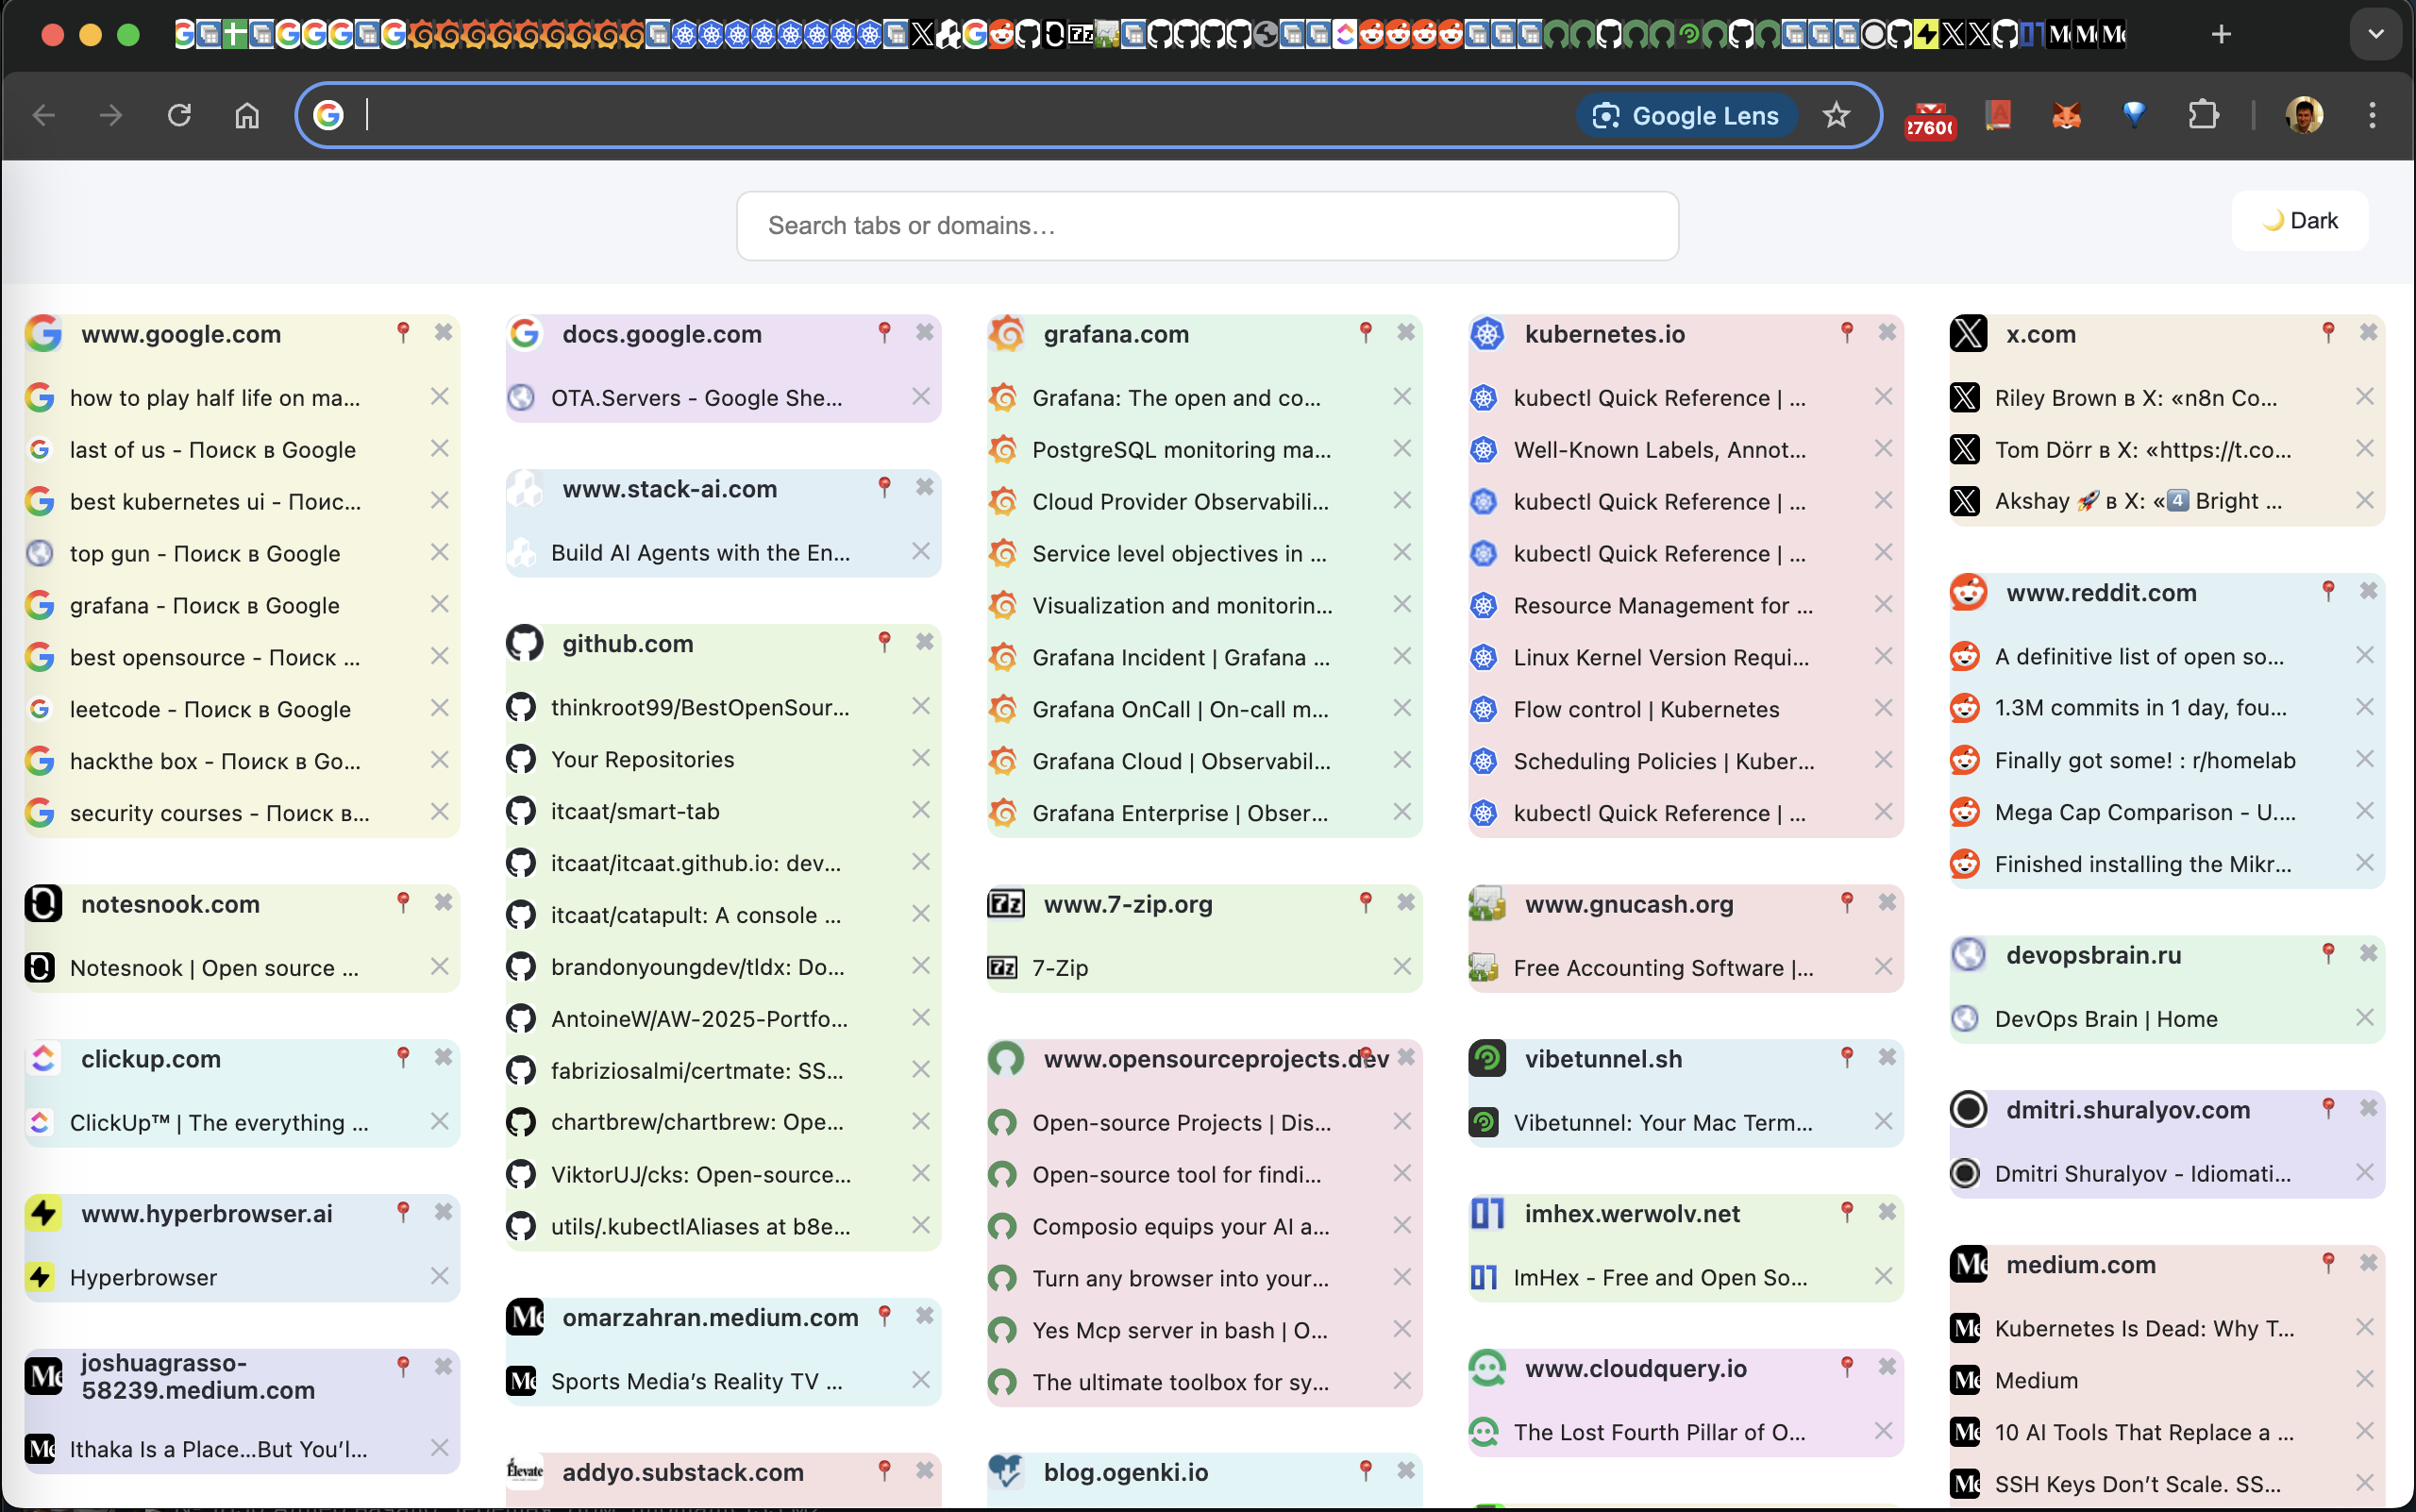 Google Lens
2760
Search tabs or domains…
🌙 Dark
www.google.com
how to play half life on ma...
last of us - Поиск в Google
best kubernetes ui - Поис...
top gun - Поиск в Google
grafana - Поиск в Google
best opensource - Поиск ...
leetcode - Поиск в Google
hackthe box - Поиск в Go...
security courses - Поиск в...
notesnook.com
Notesnook | Open source ...
clickup.com
ClickUp™ | The everything ...
www.hyperbrowser.ai
Hyperbrowser
joshuagrasso-
58239.medium.com
Ithaka Is a Place...But You'l...
docs.google.com
OTA.Servers - Google She...
www.stack-ai.com
Build AI Agents with the En...
github.com
thinkroot99/BestOpenSour...
Your Repositories
itcaat/smart-tab
itcaat/itcaat.github.io: dev...
itcaat/catapult: A console ...
brandonyoungdev/tldx: Do...
AntoineW/AW-2025-Portfo...
fabriziosalmi/certmate: SS...
chartbrew/chartbrew: Ope...
ViktorUJ/cks: Open-source...
utils/.kubectlAliases at b8e...
omarzahran.medium.com
Sports Media’s Reality TV ...
Elevate
addyo.substack.com
grafana.com
Grafana: The open and co...
PostgreSQL monitoring ma...
Cloud Provider Observabili...
Service level objectives in ...
Visualization and monitorin...
Grafana Incident | Grafana ...
Grafana OnCall | On-call m...
Grafana Cloud | Observabil...
Grafana Enterprise | Obser...
www.7-zip.org
7-Zip
www.opensourceprojects.dev
Open-source Projects | Dis...
Open-source tool for findi...
Composio equips your AI a...
Turn any browser into your...
Yes Mcp server in bash | O...
The ultimate toolbox for sy...
blog.ogenki.io
kubernetes.io
kubectl Quick Reference | ...
Well-Known Labels, Annot...
kubectl Quick Reference | ...
kubectl Quick Reference | ...
Resource Management for ...
Linux Kernel Version Requi...
Flow control | Kubernetes
Scheduling Policies | Kuber...
kubectl Quick Reference | ...
www.gnucash.org
Free Accounting Software |...
vibetunnel.sh
Vibetunnel: Your Mac Term...
imhex.werwolv.net
ImHex - Free and Open So...
www.cloudquery.io
The Lost Fourth Pillar of O...
x.com
Riley Brown в X: «n8n Co...
Tom Dörr в X: «https://t.co...
Akshay 🚀 в X: «4️⃣ Bright ...
www.reddit.com
A definitive list of open so...
1.3M commits in 1 day, fou...
Finally got some! : r/homelab
Mega Cap Comparison - U....
Finished installing the Mikr...
devopsbrain.ru
DevOps Brain | Home
dmitri.shuralyov.com
Dmitri Shuralyov - Idiomati...
medium.com
Kubernetes Is Dead: Why T...
Medium
10 AI Tools That Replace a ...
SSH Keys Don’t Scale. SS...